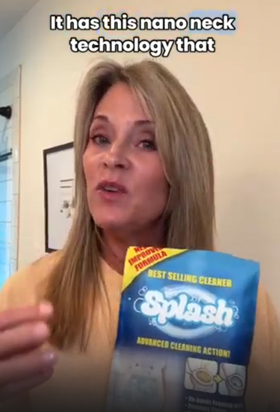 It has this nano neck
technology that
NEW
IMPROVED
FORMULA
BEST SELLING CLEANER
Splash
ADVANCED CLEANING ACTION!